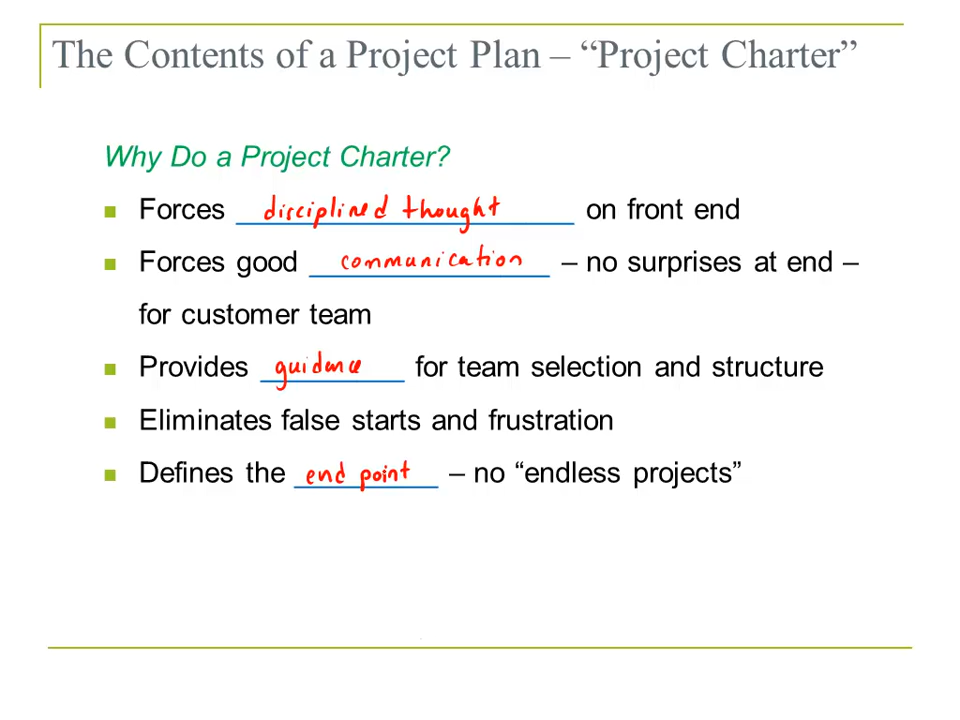 The Contents of a Project Plan – “Project Charter”
Why Do a Project Charter?
Forces disciplined thought on front end
Forces good communication – no surprises at end –
for customer team
Provides guidance for team selection and structure
Eliminates false starts and frustration
Defines the end point – no “endless projects”